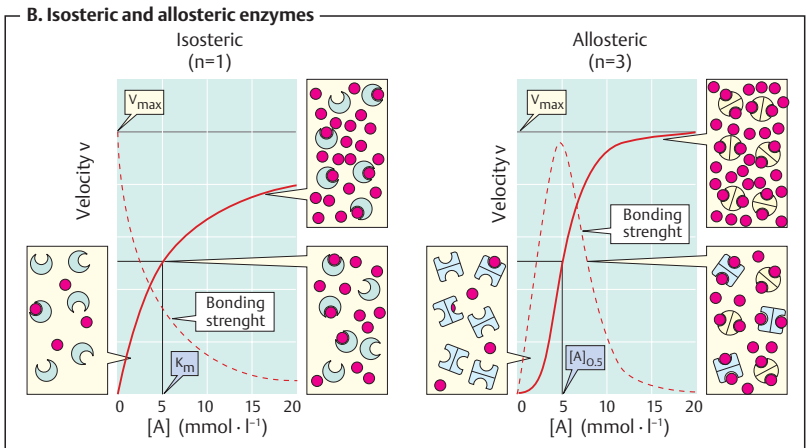 B. Isosteric and allosteric enzymes
Isosteric
(n=1)
Vmax
Velocity v
Bonding
strenght
Km
0 5 10 15 20
[A] (mmol · l⁻¹)
Allosteric
(n=3)
Vmax
Velocity v
Bonding
strenght
[A]0.5
0 5 10 15 20
[A] (mmol · l⁻¹)